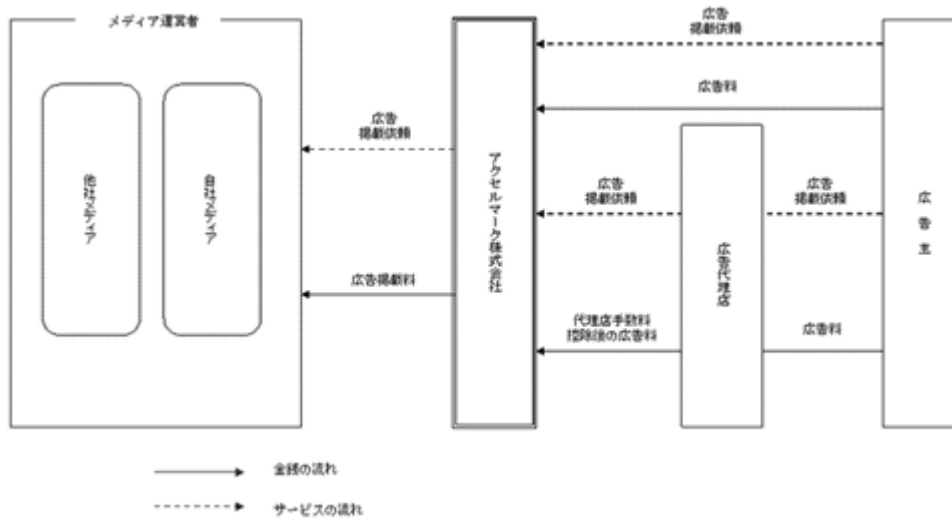 メディア運営者
他社メディア
自社メディア
広告
掲載依頼
広告掲載料
アクセルマーク株式会社
広告
掲載依頼
広告料
広告
掲載依頼
代理店手数料
控除後の広告料
広告代理店
広告
掲載依頼
広告料
広告主
金銭の流れ
サービスの流れ